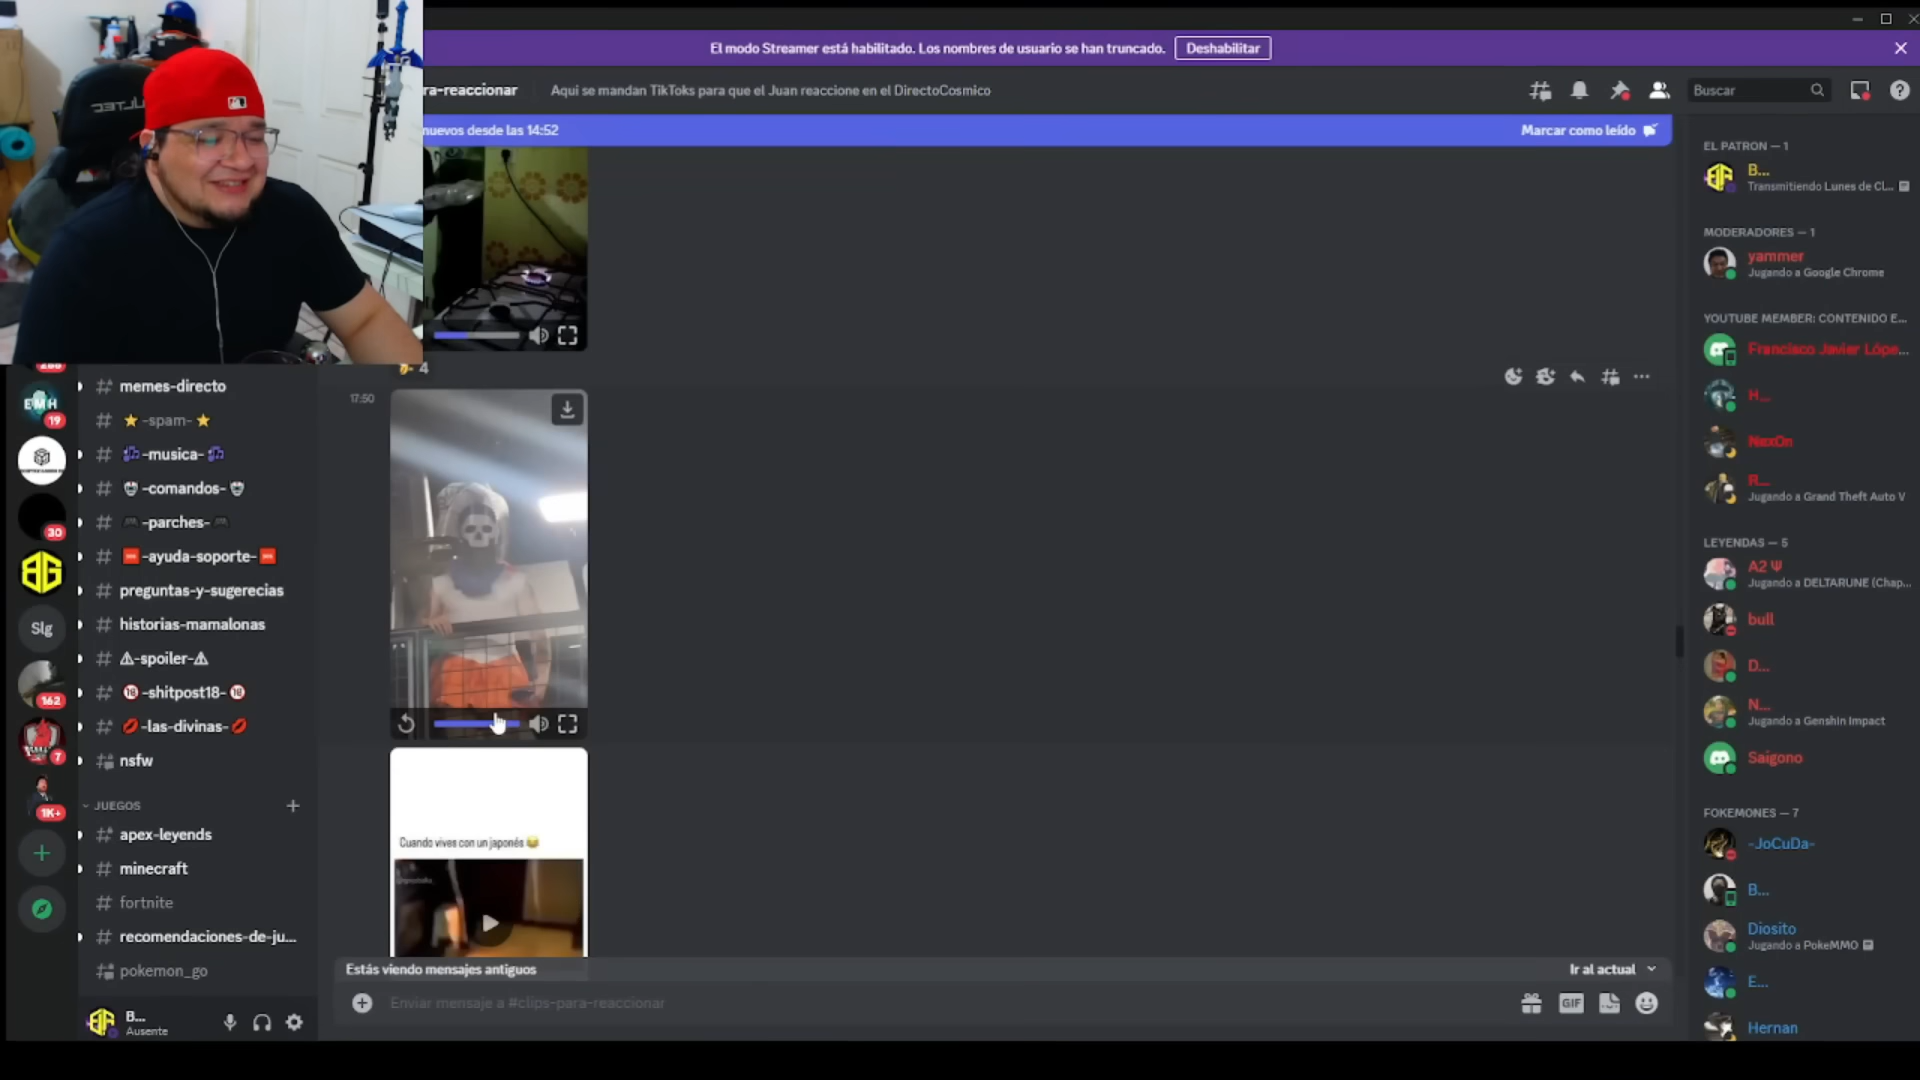 El modo Streamer está habilitado. Los nombres de usuario se han truncado.
Deshabilitar
ra-reaccionar
Aqui se mandan TikToks para que el Juan reaccione en el DirectoCosmico
Buscar
nuevos desde las 14:52
Marcar como leído
4
17:50
Cuando vives con un japonés 😂
Estás viendo mensajes antiguos
Ir al actual
Enviar mensaje a #clips-para-reaccionar
GIF
EMH
19
30
BG
Slg
162
7
1K+
memes-directo
⭐ -spam- ⭐
🎶-musica-🎶
-comandos-
🎮-parches-🎮
🆘-ayuda-soporte-🆘
preguntas-y-sugerecias
historias-mamalonas
⚠-spoiler-⚠
🔞-shitpost18-🔞
💋-las-divinas-💋
nsfw
JUEGOS
apex-leyends
minecraft
fortnite
recomendaciones-de-ju...
pokemon_go
B...
Ausente
EL PATRON — 1
B...
Transmitiendo Lunes de Cl...
MODERADORES — 1
yammer
Jugando a Google Chrome
YOUTUBE MEMBER: CONTENIDO E...
Francisco Javier Lópe...
H...
NexOn
R...
Jugando a Grand Theft Auto V
LEYENDAS — 5
A2 Ψ
Jugando a DELTARUNE (Chap...
bull
D...
N...
Jugando a Genshin Impact
Saigono
FOKEMONES — 7
-JoCuDa-
B...
Diosito
Jugando a PokeMMO
E...
Hernan